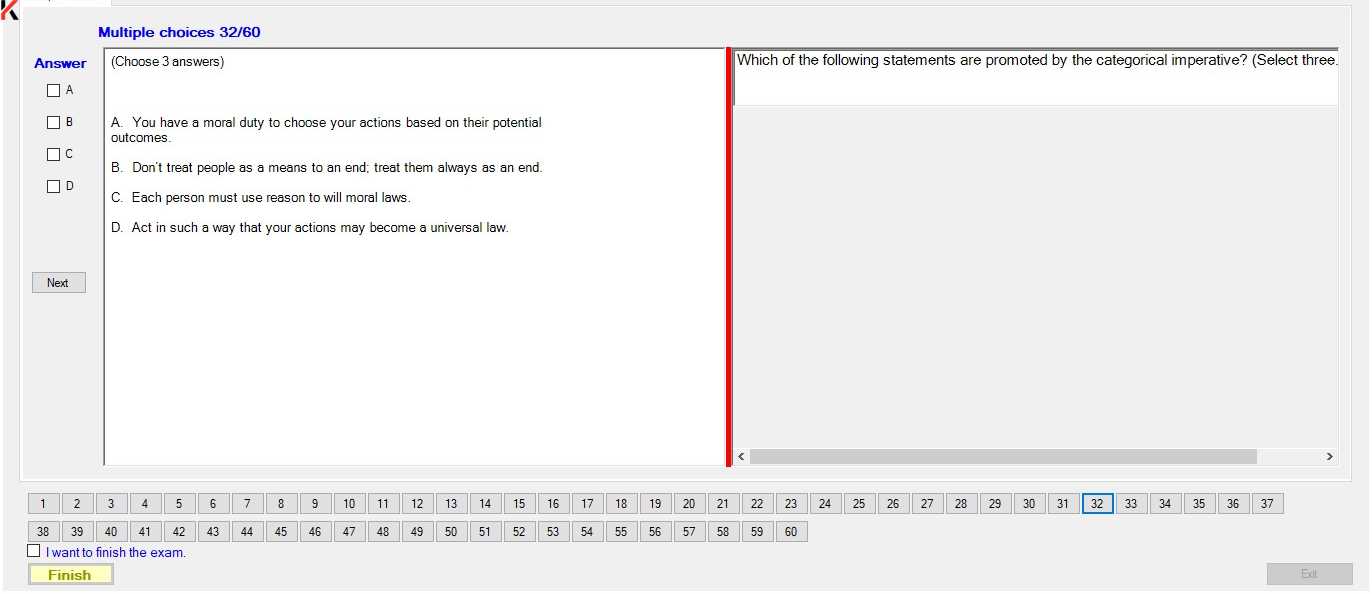 Multiple choices 32/60
Answer
A
B
C
D
Next
(Choose 3 answers)
A. You have a moral duty to choose your actions based on their potential
outcomes.
B. Don't treat people as a means to an end; treat them always as an end.
C. Each person must use reason to will moral laws.
D. Act in such a way that your actions may become a universal law.
Which of the following statements are promoted by the categorical imperative? (Select three.
1 2 3 4 5 6 7 8 9 10 11 12 13 14 15 16 17 18 19 20 21 22 23 24 25 26 27 28 29 30 31 32 33 34 35 36 37
38 39 40 41 42 43 44 45 46 47 48 49 50 51 52 53 54 55 56 57 58 59 60
I want to finish the exam.
Finish
Exit